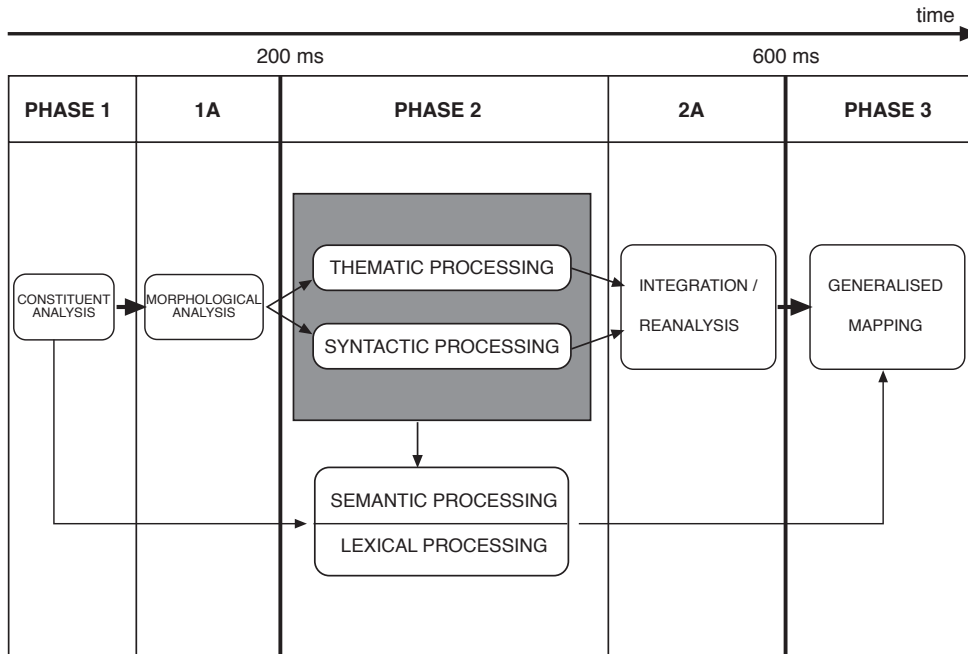 time
200 ms
600 ms
PHASE 1
1A
PHASE 2
2A
PHASE 3
CONSTITUENT
ANALYSIS
MORPHOLOGICAL
ANALYSIS
THEMATIC PROCESSING
SYNTACTIC PROCESSING
INTEGRATION /
REANALYSIS
GENERALISED
MAPPING
SEMANTIC PROCESSING
LEXICAL PROCESSING